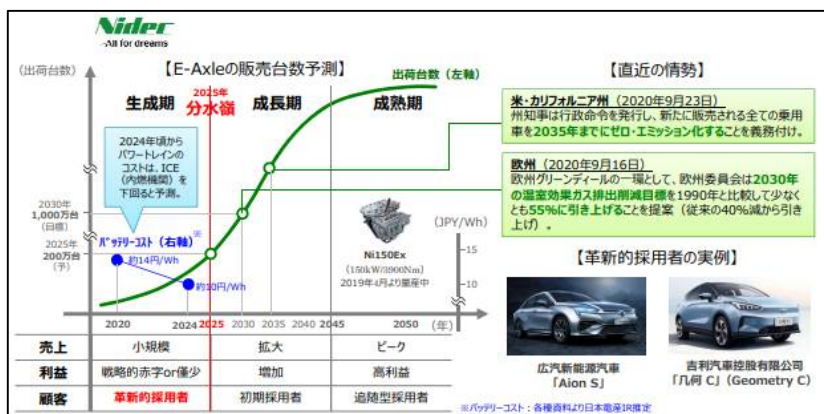 Nidec
-All for dreams
【E-Axleの販売台数予測】
（出荷台数）
出荷台数（左軸）
生成期
2025年
分水嶺
成長期
成熟期
2024年頃から
パワートレインの
コストは、ICE
（内燃機関）を
下回ると予測。
2030年
1,000万台
（目標）
2025年
200万台
（予）
バッテリーコスト（右軸）※
約14円/Wh
約10円/Wh
Ni150Ex
（150kW/3900Nm）
2019年4月より量産中
（JPY/Wh）
15
10
2020
2024
2025
2030
2035
2040
2045
2050
（年）
売上
小規模
拡大
ピーク
利益
戦略的赤字or僅少
増加
高利益
顧客
革新的採用者
初期採用者
追随型採用者
【直近の情勢】
米・カリフォルニア州（2020年9月23日）
州知事は行政命令を発行し、新たに販売される全ての乗用
車を2035年までにゼロ・エミッション化することを義務付け。
欧州（2020年9月16日）
欧州グリーンディールの一環として、欧州委員会は2030年
の温室効果ガス排出削減目標を1990年と比較して少なく
とも55%に引き上げることを提案（従来の40%減から引き
上げ）。
【革新的採用者の実例】
広汽新能源汽車
「Aion S」
吉利汽車控股有限公司
「几何 C」（Geometry C）
※バッテリーコスト：各種資料より日本電産IR推定